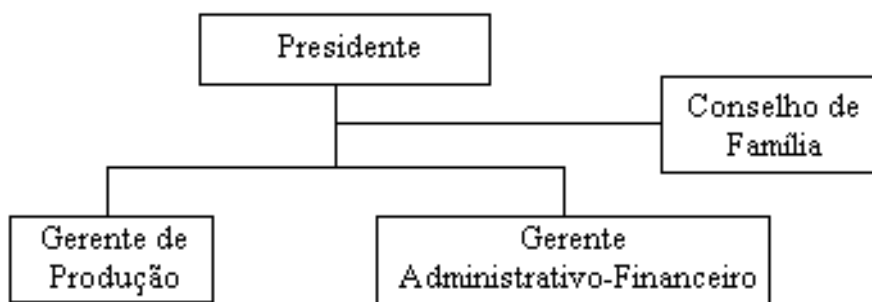 Presidente
Conselho de
Família
Gerente de
Produção
Gerente
Administrativo-Financeiro